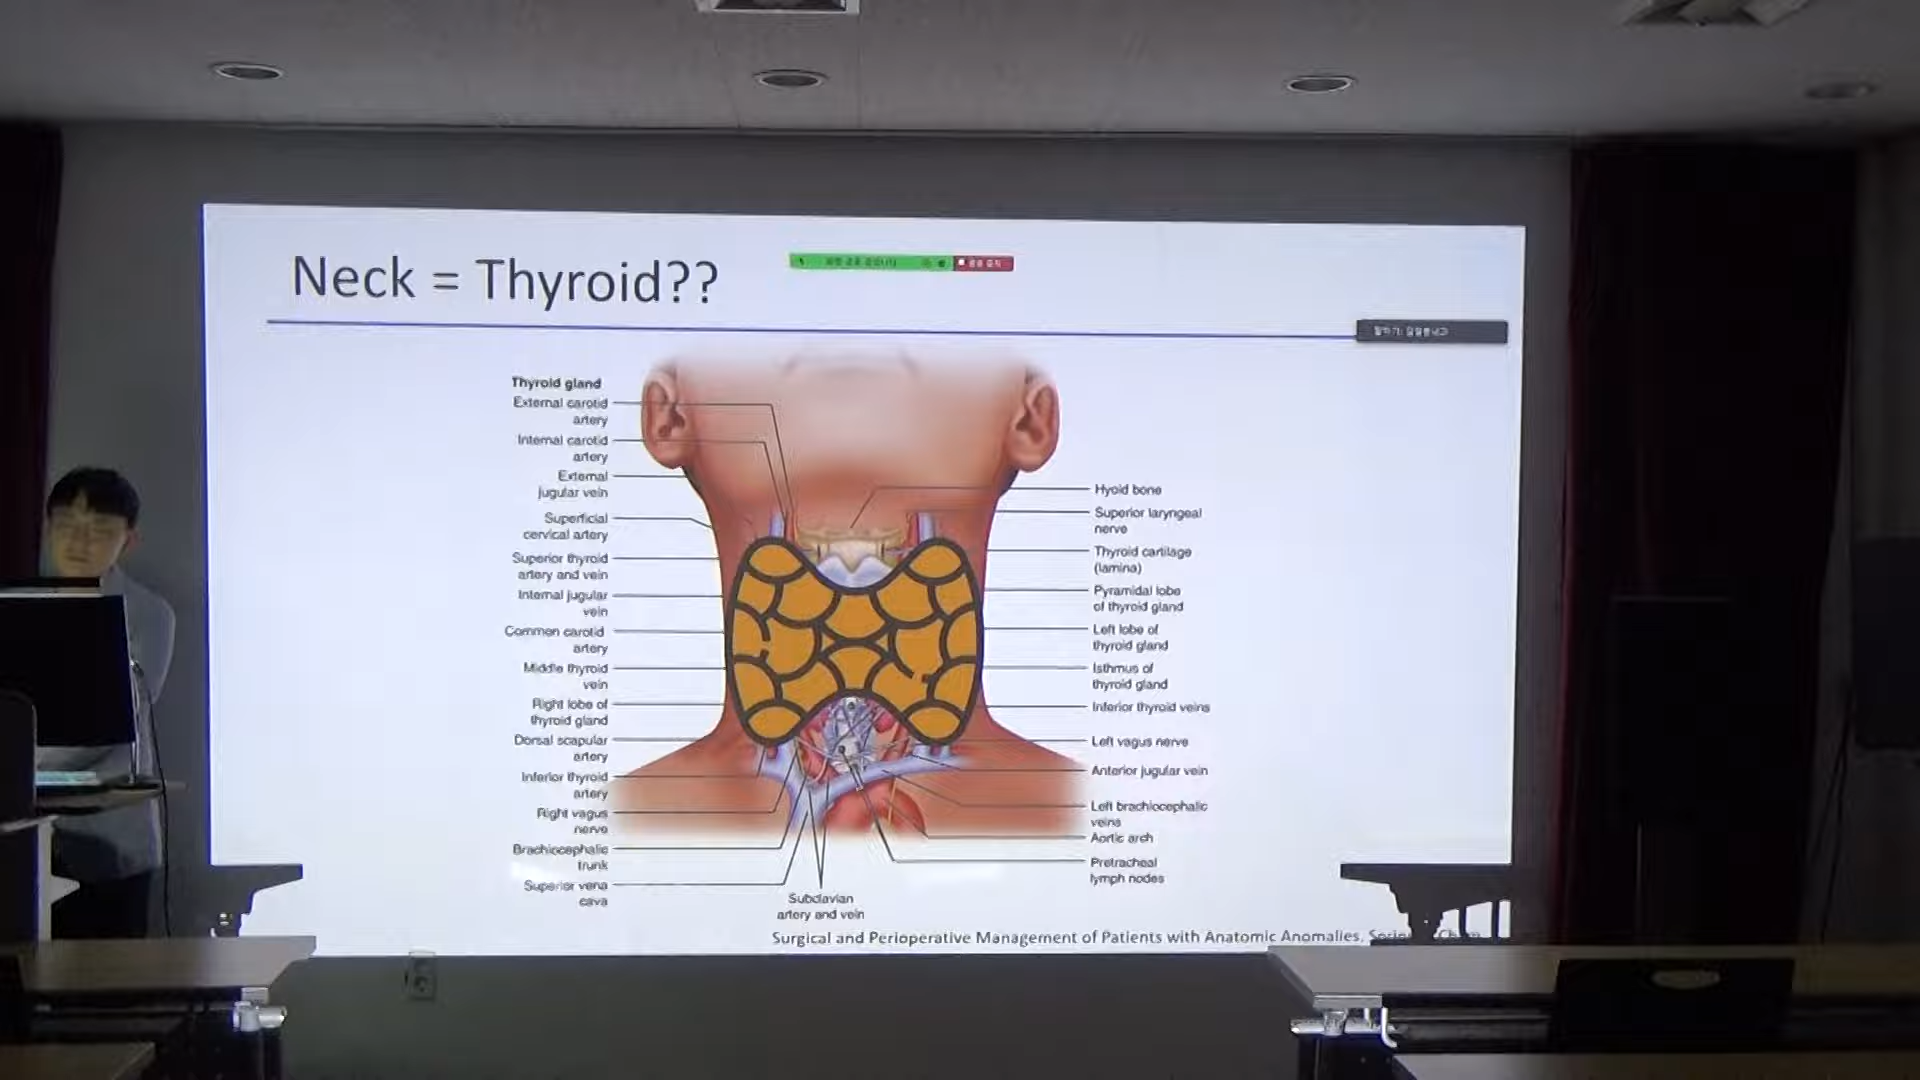 Neck = Thyroid??
Thyroid gland
External carotid
artery
Internal carotid
artery
External
jugular vein
Superficial
cervical artery
Superior thyroid
artery and vein
Internal jugular
vein
Common carotid
artery
Middle thyroid
vein
Right lobe of
thyroid gland
Dorsal scapular
artery
Inferior thyroid
artery
Right vagus
nerve
Brachiocephalic
trunk
Superior vena
cava
Subclavian
artery and vein
Hyoid bone
Superior laryngeal
nerve
Thyroid cartilage
(lamina)
Pyramidal lobe
of thyroid gland
Left lobe of
thyroid gland
Isthmus of
thyroid gland
Inferior thyroid veins
Left vagus nerve
Anterior jugular vein
Left brachiocephalic
veins
Aortic arch
Pretracheal
lymph nodes
Surgical and Perioperative Management of Patients with Anatomic Anomalies,